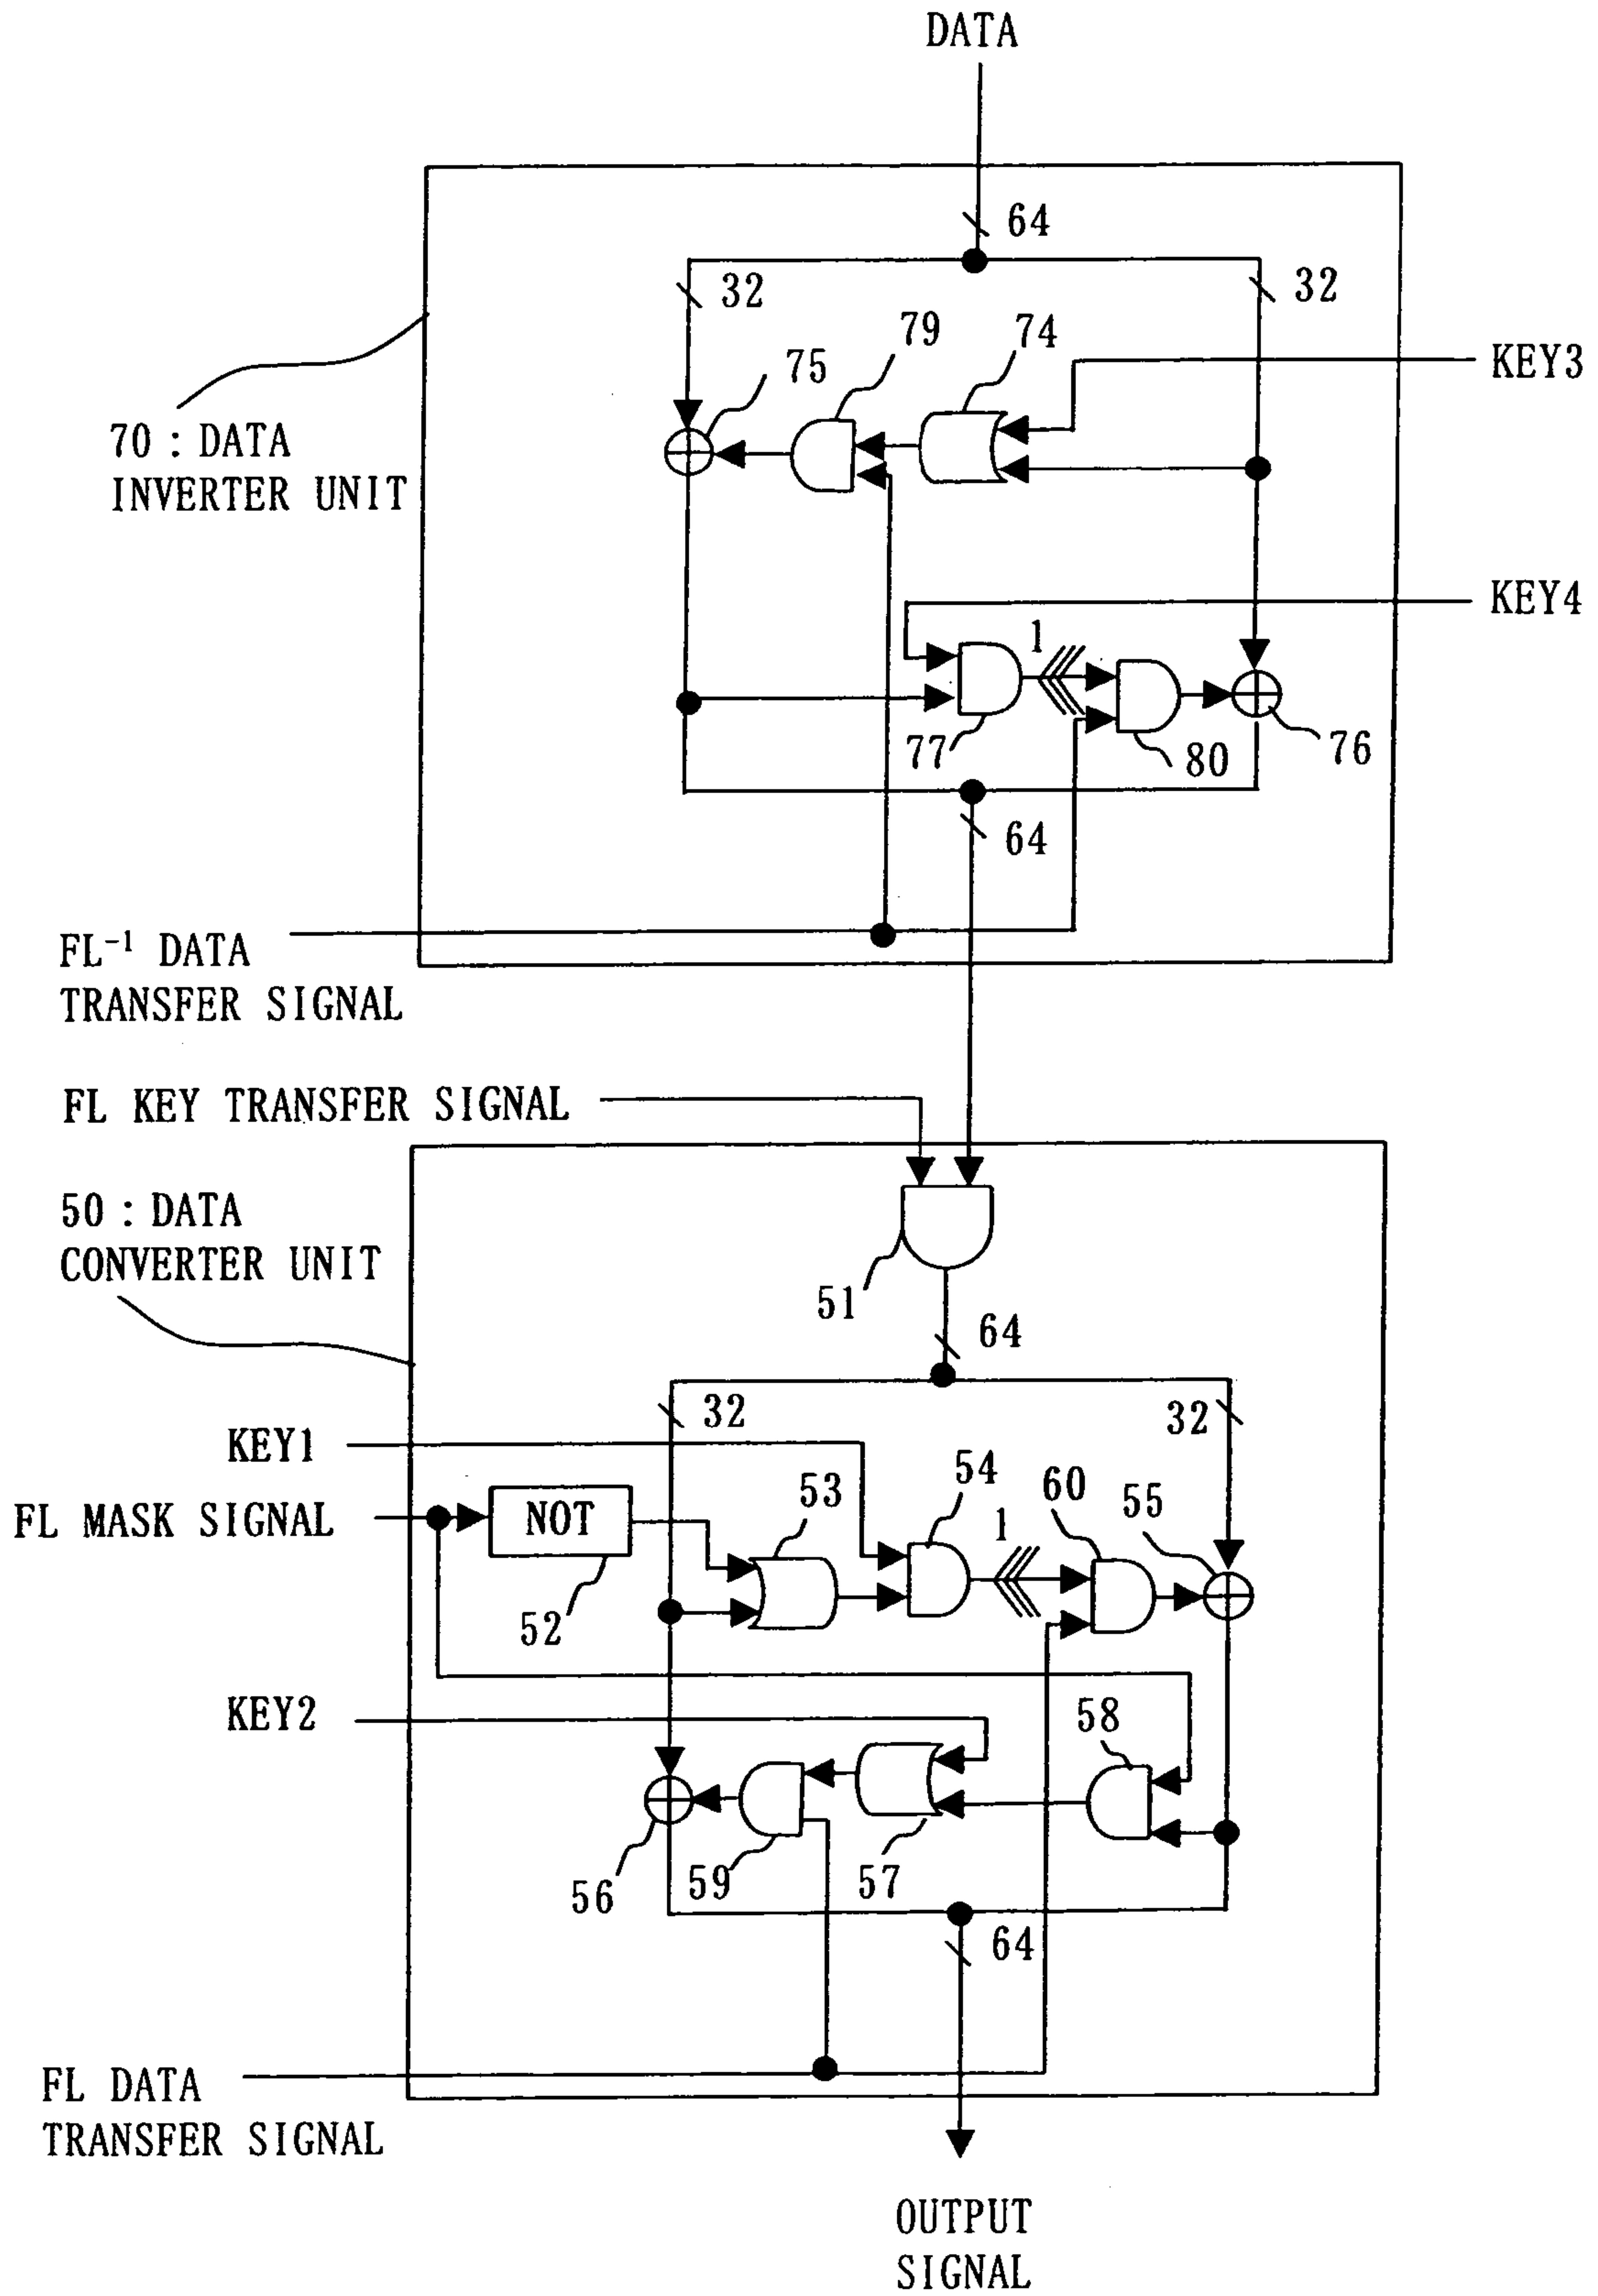 DATA
64
32
32
79
74
75
KEY3
70 : DATA
INVERTER UNIT
KEY4
1
77
80
76
64
FL⁻¹ DATA
TRANSFER SIGNAL
FL KEY TRANSFER SIGNAL
50 : DATA
CONVERTER UNIT
51
64
32
32
KEY1
54
60
53
55
FL MASK SIGNAL
NOT
1
52
KEY2
58
56
59
57
64
FL DATA
TRANSFER SIGNAL
OUTPUT
SIGNAL